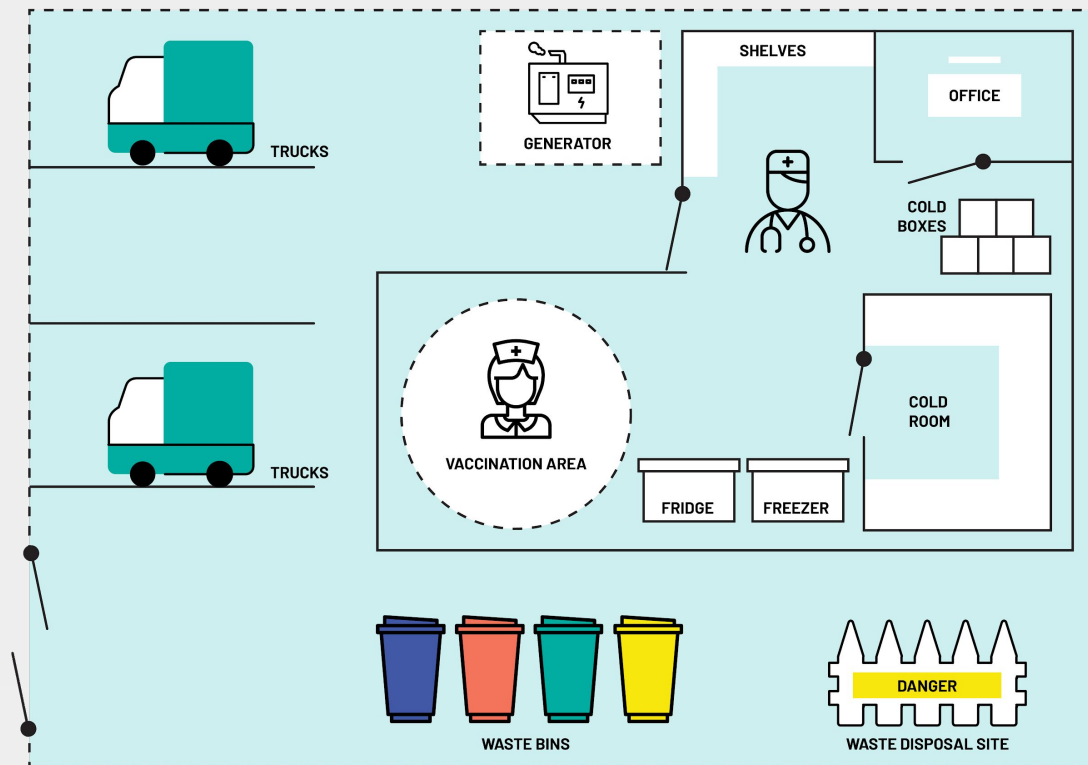 SHELVES
OFFICE
GENERATOR
TRUCKS
COLD
BOXES
COLD
ROOM
VACCINATION AREA
TRUCKS
FRIDGE
FREEZER
DANGER
WASTE BINS
WASTE DISPOSAL SITE